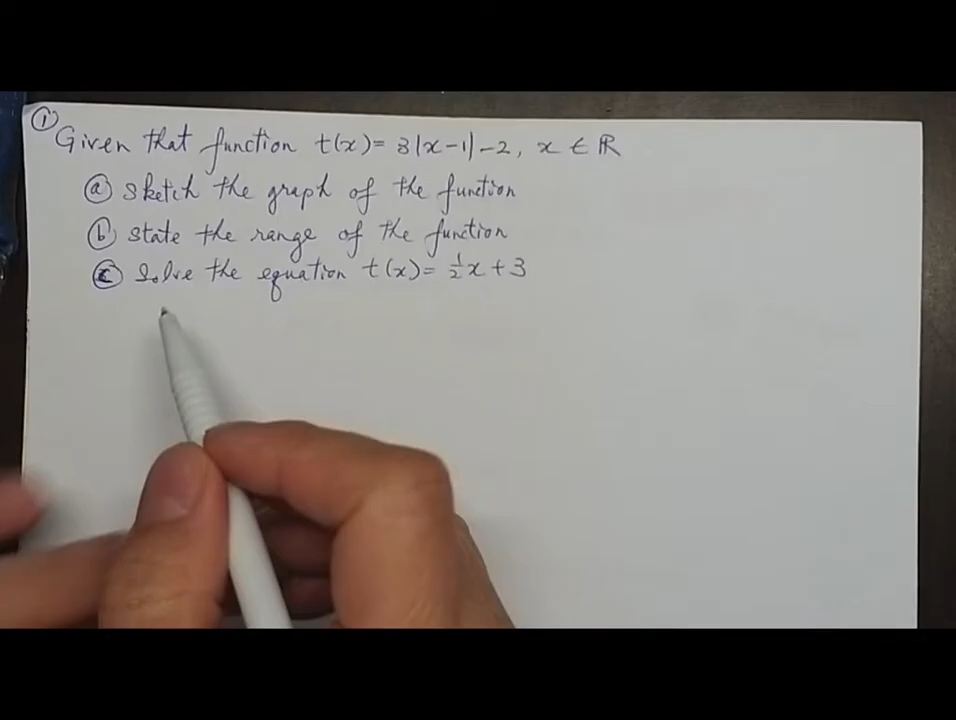 ① Given that function t(x) = 3|x-1|-2, x ∈ ℝ
ⓐ sketch the graph of the function
ⓑ state the range of the function
ⓒ solve the equation t(x) = ½x + 3